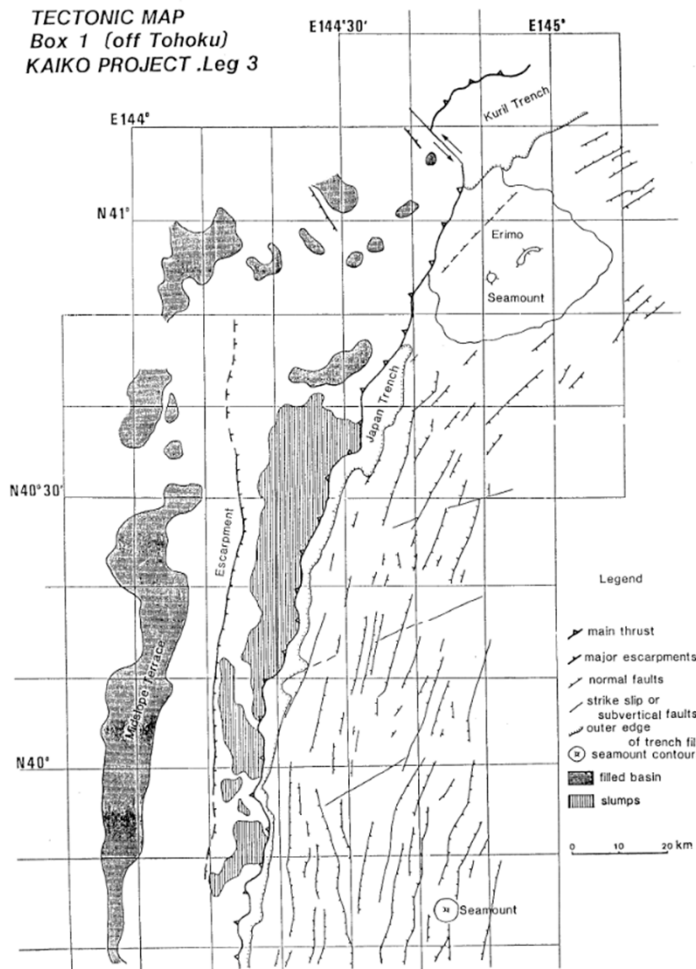 TECTONIC MAP
Box 1 (off Tohoku)
KAIKO PROJECT .Leg 3
E144°30'
E145°
E144°
Kuril Trench
N41°
Erimo
Seamount
Japan Trench
N40°30'
Escarpment
Midslope Terrace
N40°
Seamount
Legend
main thrust
major escarpments
normal faults
strike slip or
subvertical faults
outer edge
of trench fil
seamount contour
filled basin
slumps
0 10 20 km